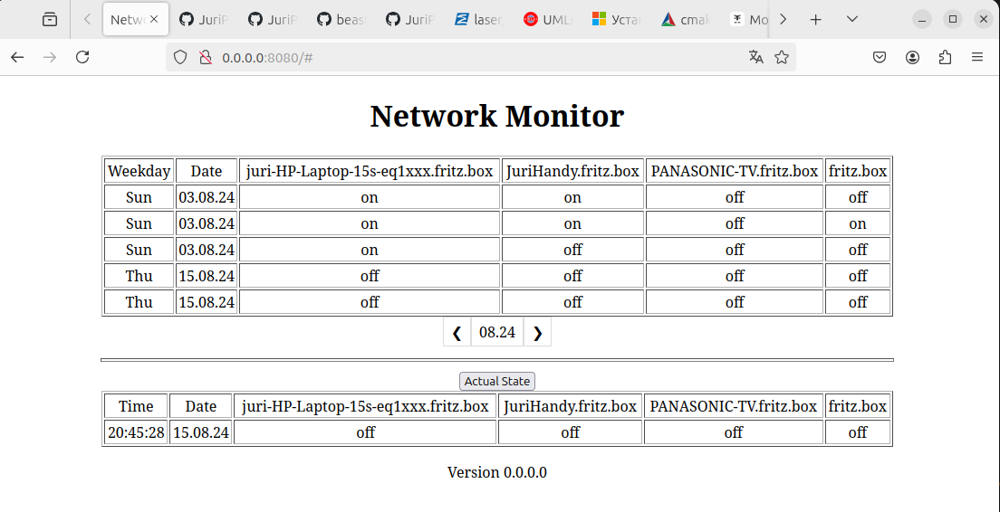 Netwo
JuriP
JuriP
beas
JuriP
laser
UML
Уста
cmak
Mo
0.0.0.0:8080/#
Network Monitor
Weekday Date juri-HP-Laptop-15s-eq1xxx.fritz.box JuriHandy.fritz.box PANASONIC-TV.fritz.box fritz.box
Sun 03.08.24 on on off off
Sun 03.08.24 on on off on
Sun 03.08.24 on off off off
Thu 15.08.24 off off off off
Thu 15.08.24 off off off off
❮ 08.24 ❯
Actual State
Time Date juri-HP-Laptop-15s-eq1xxx.fritz.box JuriHandy.fritz.box PANASONIC-TV.fritz.box fritz.box
20:45:28 15.08.24 off off off off
Version 0.0.0.0